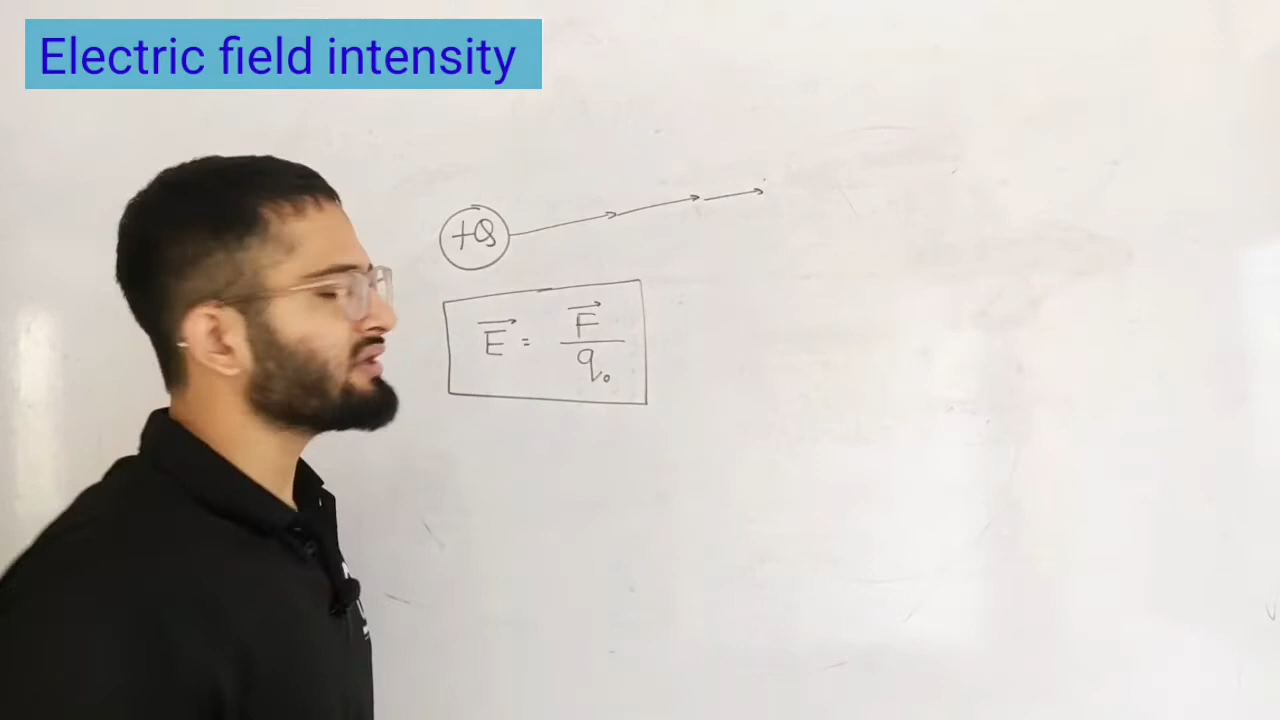 Electric field intensity
+Q
E⃗ = F⃗ / q₀